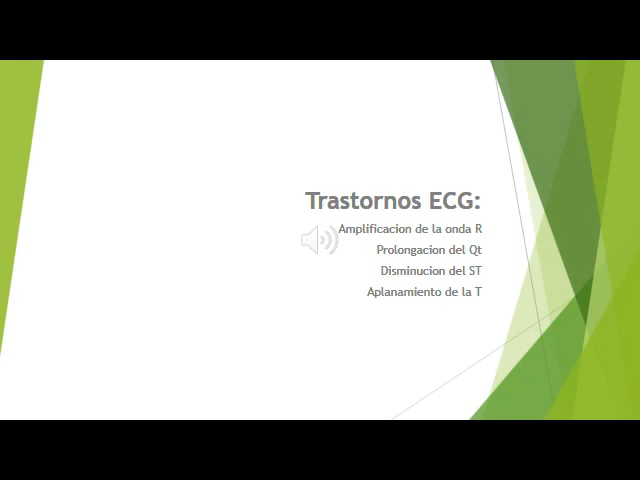 Trastornos ECG:
Amplificacion de la onda R
Prolongacion del Qt
Disminucion del ST
Aplanamiento de la T